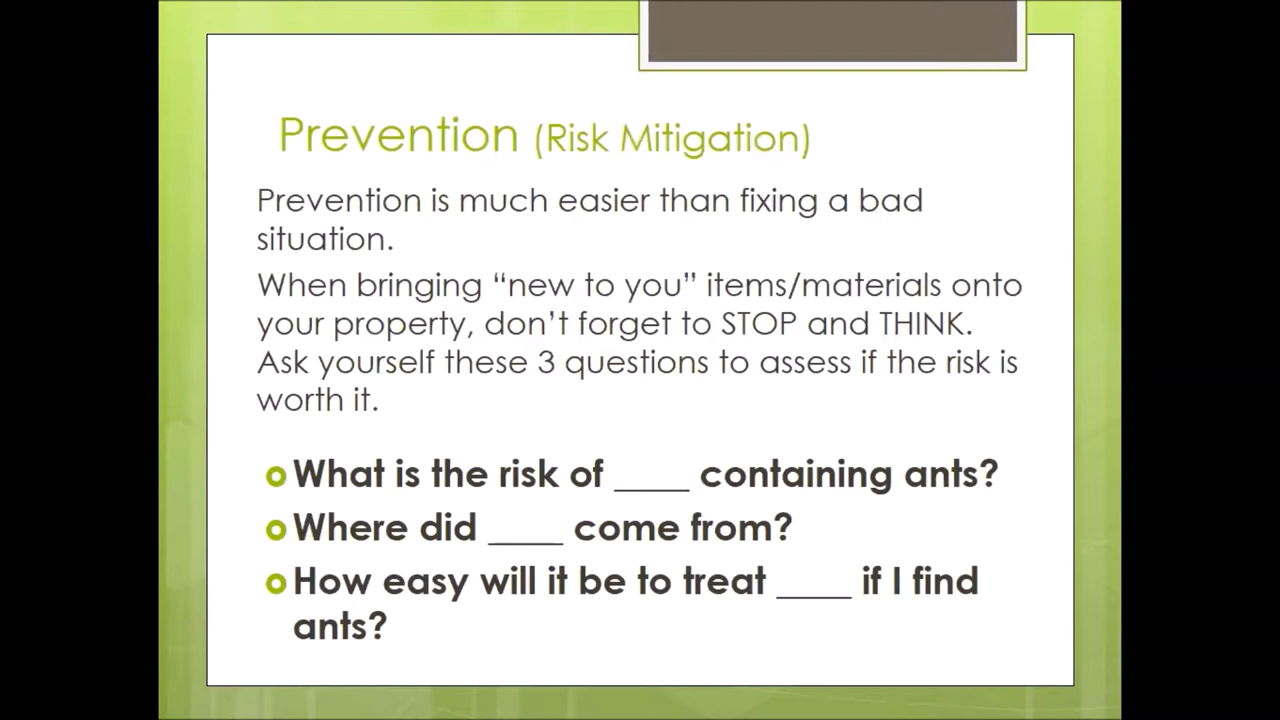 Prevention (Risk Mitigation)
Prevention is much easier than fixing a bad
situation.
When bringing “new to you” items/materials onto
your property, don’t forget to STOP and THINK.
Ask yourself these 3 questions to assess if the risk is
worth it.
What is the risk of ____ containing ants?
Where did ____ come from?
How easy will it be to treat ____ if I find
ants?